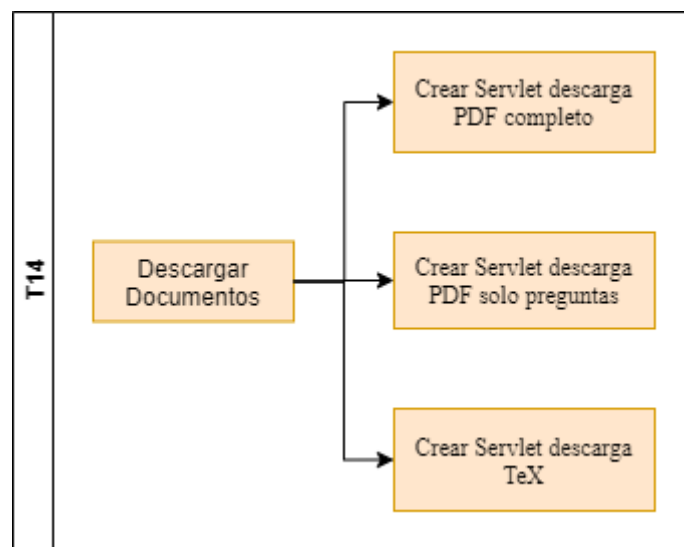 T14
Descargar
Documentos
Crear Servlet descarga
PDF completo
Crear Servlet descarga
PDF solo preguntas
Crear Servlet descarga
TeX